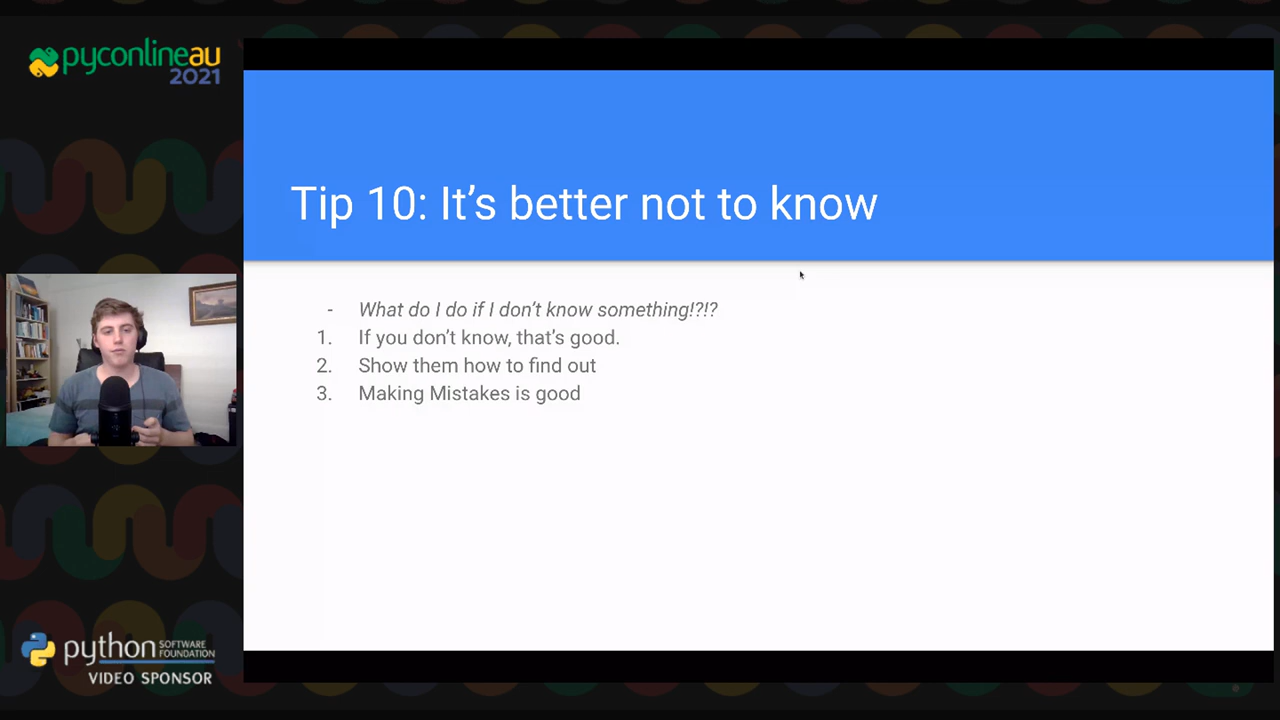 pyconlineau
2021
Tip 10: It's better not to know
- What do I do if I don't know something!?!?
1. If you don't know, that's good.
2. Show them how to find out
3. Making Mistakes is good
python SOFTWARE FOUNDATION
VIDEO SPONSOR